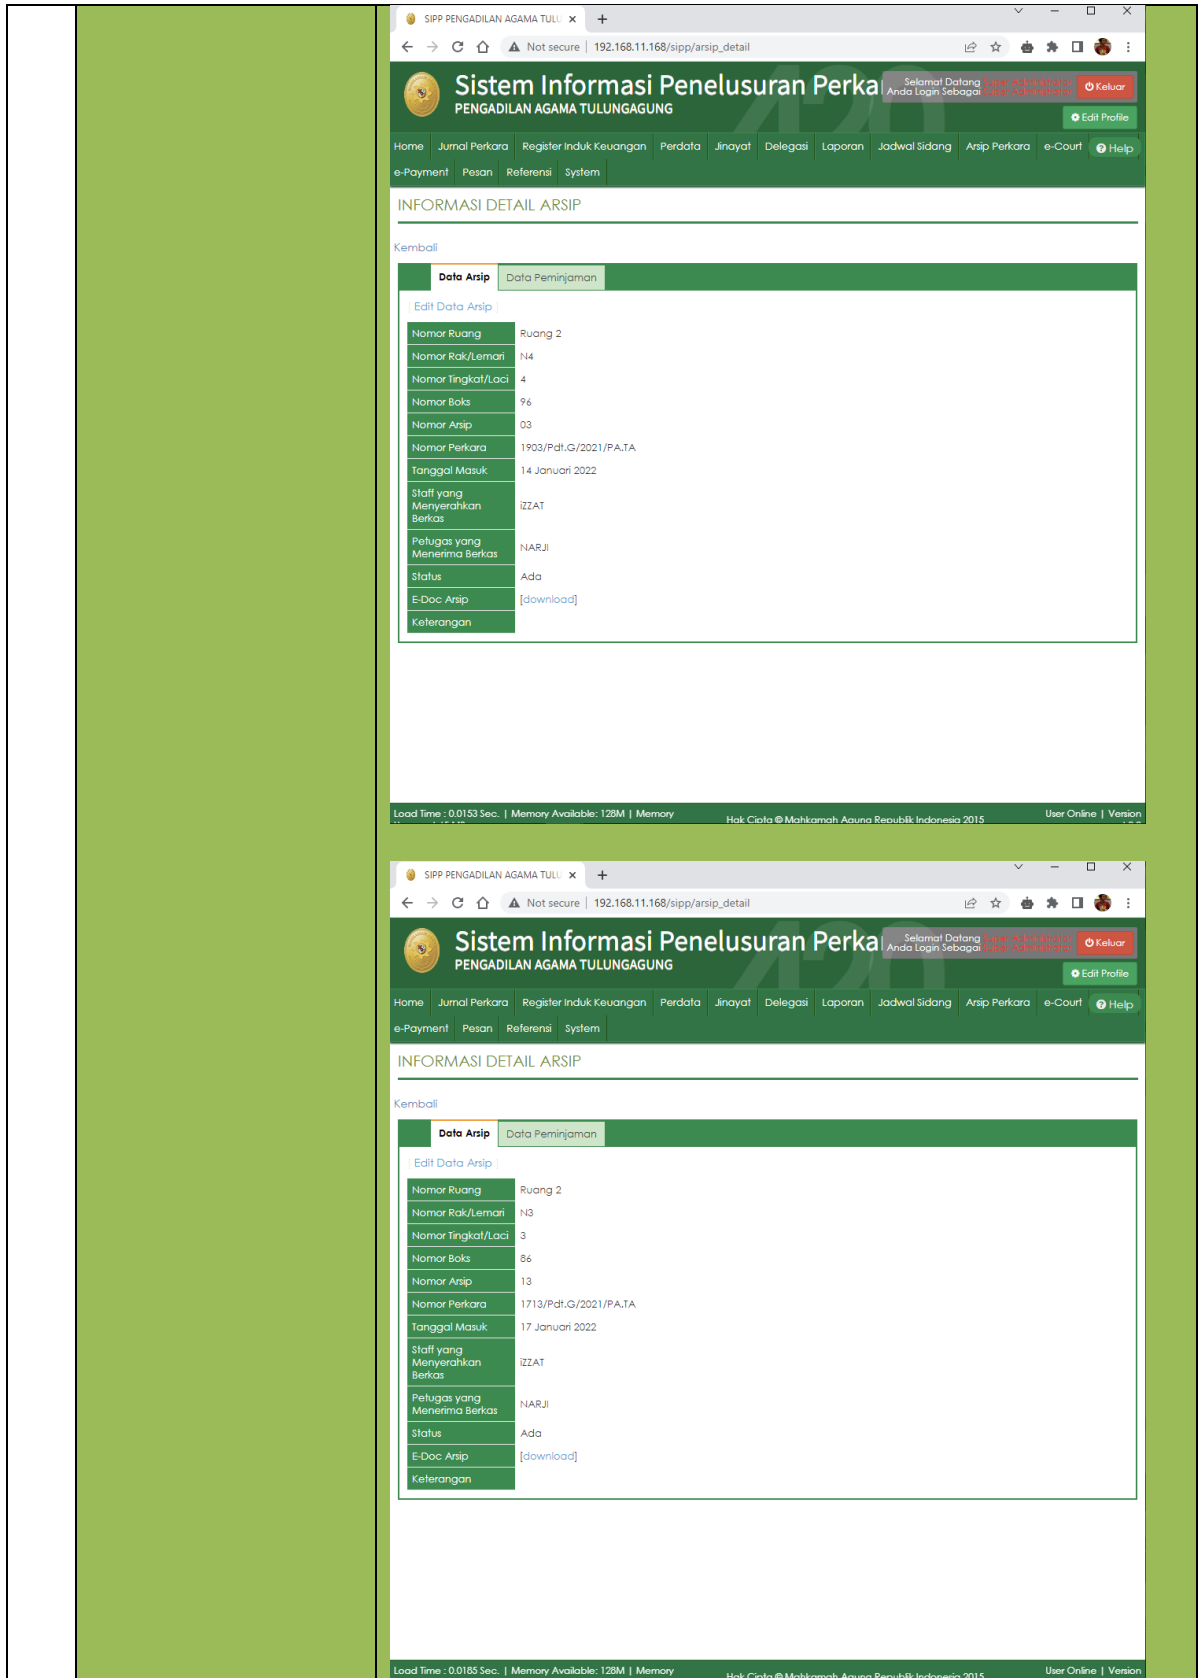 SIPP PENGADILAN AGAMA TULU
Not secure | 192.168.11.168/sipp/arsip_detail
Sistem Informasi Penelusuran Perka
PENGADILAN AGAMA TULUNGAGUNG
Selamat Datang
Anda Login Sebagai
Keluar
Edit Profile
Home Jurnal Perkara Register Induk Keuangan Perdata Jinayat Delegasi Laporan Jadwal Sidang Arsip Perkara e-Court Help
e-Payment Pesan Referensi System
INFORMASI DETAIL ARSIP
Kembali
Data Arsip Data Peminjaman
Edit Data Arsip
Nomor Ruang Ruang 2
Nomor Rak/Lemari N4
Nomor Tingkat/Laci 4
Nomor Boks 96
Nomor Arsip 03
Nomor Perkara 1903/Pdt.G/2021/PA.TA
Tanggal Masuk 14 Januari 2022
Staff yang
Menyerahkan iZZAT
Berkas
Petugas yang
Menerima Berkas NARJI
Status Ada
E-Doc Arsip [download]
Keterangan
Load Time : 0.0153 Sec. | Memory Available: 128M | Memory
Hak Cipta © Mahkamah Agung Republik Indonesia 2015
User Online | Version
SIPP PENGADILAN AGAMA TULU
Not secure | 192.168.11.168/sipp/arsip_detail
Sistem Informasi Penelusuran Perka
PENGADILAN AGAMA TULUNGAGUNG
Selamat Datang
Anda Login Sebagai
Keluar
Edit Profile
Home Jurnal Perkara Register Induk Keuangan Perdata Jinayat Delegasi Laporan Jadwal Sidang Arsip Perkara e-Court Help
e-Payment Pesan Referensi System
INFORMASI DETAIL ARSIP
Kembali
Data Arsip Data Peminjaman
Edit Data Arsip
Nomor Ruang Ruang 2
Nomor Rak/Lemari N3
Nomor Tingkat/Laci 3
Nomor Boks 86
Nomor Arsip 13
Nomor Perkara 1713/Pdt.G/2021/PA.TA
Tanggal Masuk 17 Januari 2022
Staff yang
Menyerahkan iZZAT
Berkas
Petugas yang
Menerima Berkas NARJI
Status Ada
E-Doc Arsip [download]
Keterangan
Load Time : 0.0185 Sec. | Memory Available: 128M | Memory
Hak Cipta © Mahkamah Agung Republik Indonesia 2015
User Online | Version